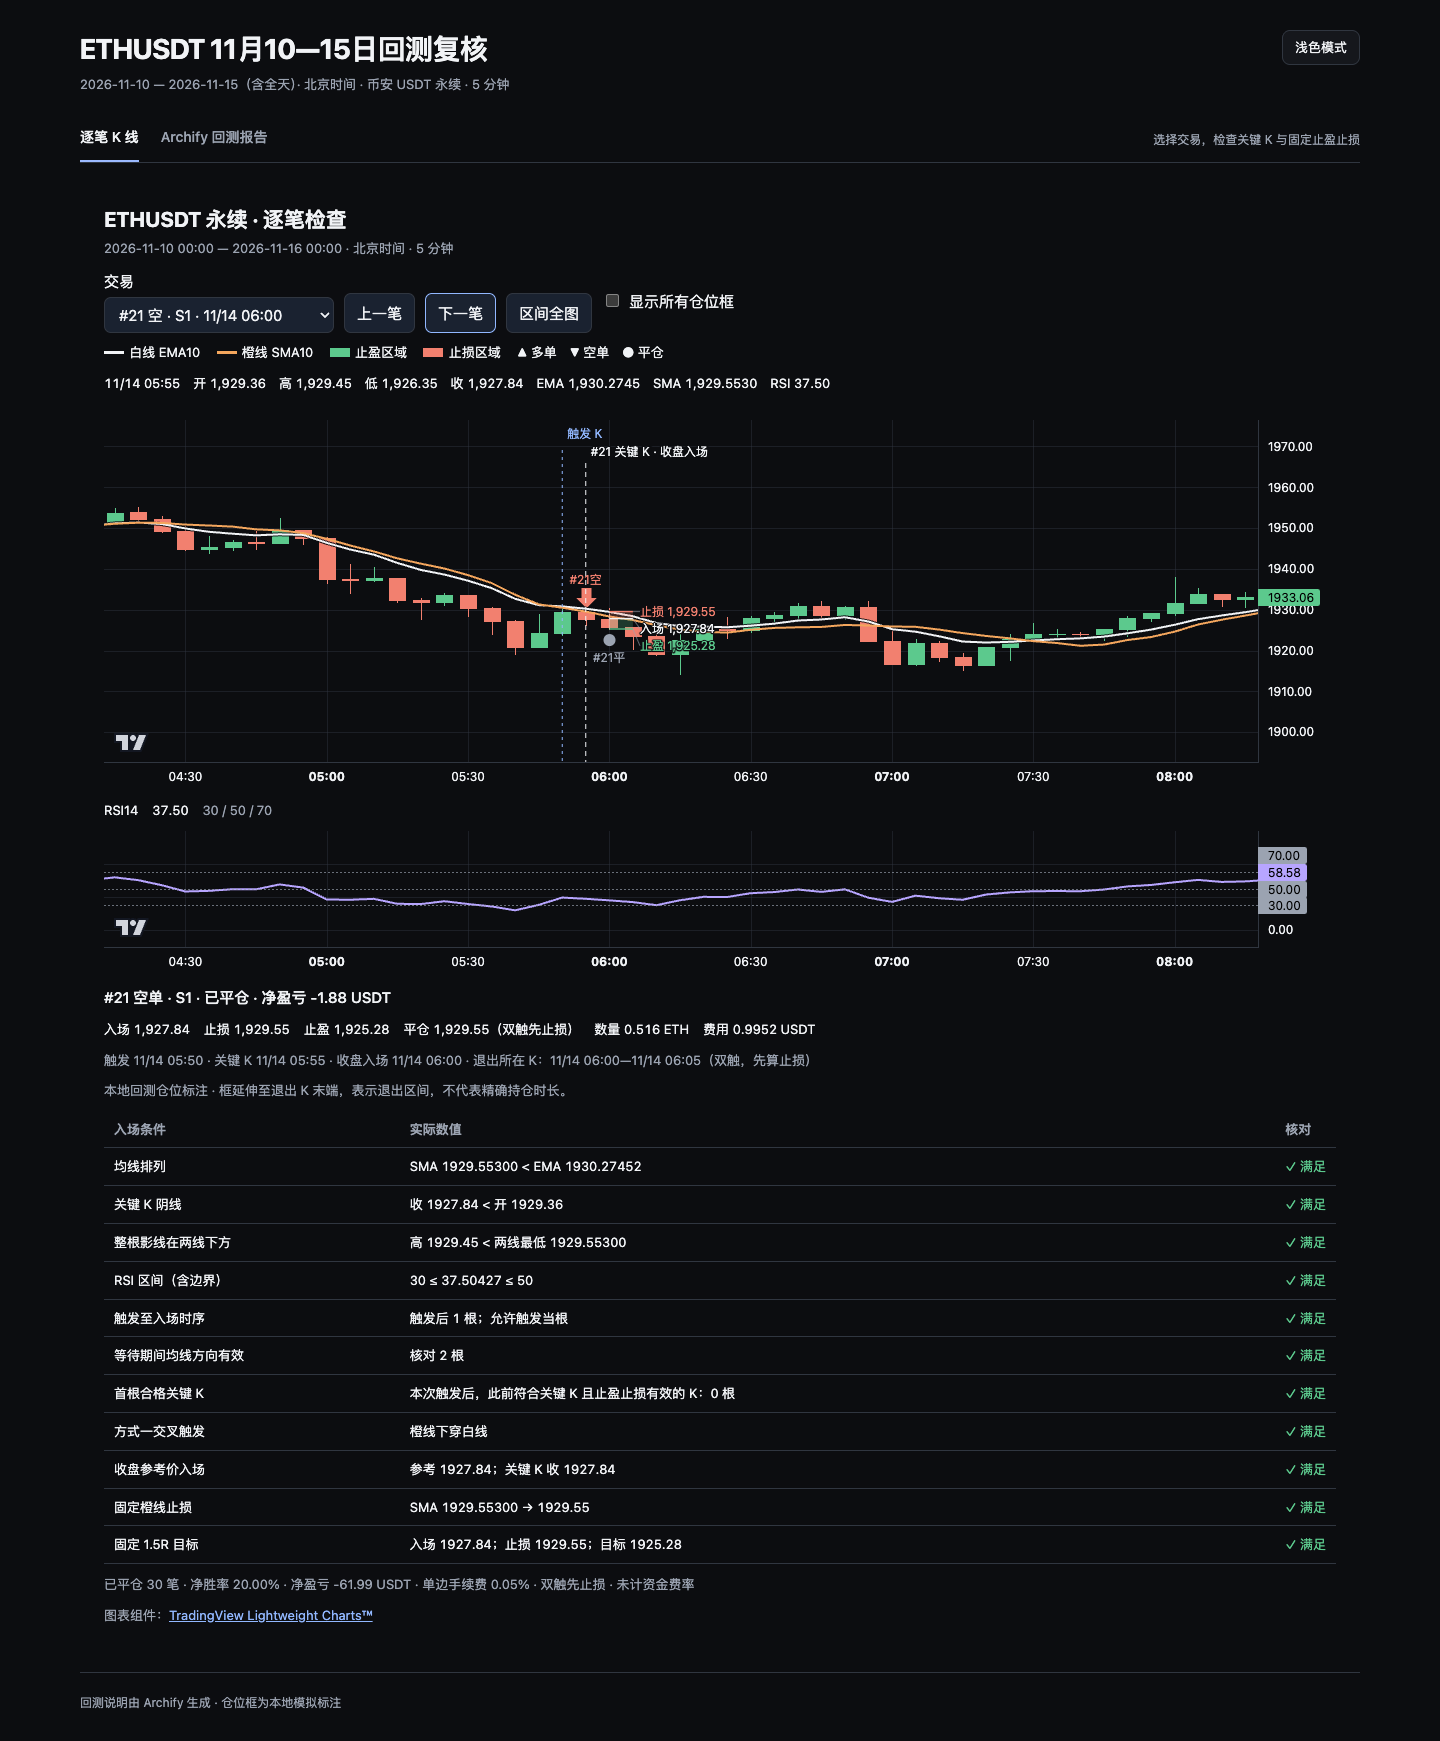 ETHUSDT 11月10—15日回测复核
浅色模式
2026-11-10 — 2026-11-15（含全天）· 北京时间 · 币安 USDT 永续 · 5 分钟
逐笔 K 线
Archify 回测报告
选择交易，检查关键 K 与固定止盈止损
ETHUSDT 永续 · 逐笔检查
2026-11-10 00:00 — 2026-11-16 00:00 · 北京时间 · 5 分钟
交易
#21 空 · S1 · 11/14 06:00
上一笔
下一笔
区间全图
显示所有仓位框
白线 EMA10
橙线 SMA10
止盈区域
止损区域
▲ 多单
▼ 空单
● 平仓
11/14 05:55 开 1,929.36 高 1,929.45 低 1,926.35 收 1,927.84 EMA 1,930.2745 SMA 1,929.5530 RSI 37.50
触发 K
#21 关键 K · 收盘入场
#21空
止损 1,929.55
入场 1,927.84
止盈 1,925.28
#21平
1970.00
1960.00
1950.00
1940.00
1933.06
1930.00
1920.00
1910.00
1900.00
04:30 05:00 05:30 06:00 06:30 07:00 07:30 08:00
RSI14 37.50 30 / 50 / 70
70.00
58.58
50.00
30.00
0.00
04:30 05:00 05:30 06:00 06:30 07:00 07:30 08:00
#21 空单 · S1 · 已平仓 · 净盈亏 -1.88 USDT
入场 1,927.84 止损 1,929.55 止盈 1,925.28 平仓 1,929.55（双触先止损） 数量 0.516 ETH 费用 0.9952 USDT
触发 11/14 05:50 · 关键 K 11/14 05:55 · 收盘入场 11/14 06:00 · 退出所在 K：11/14 06:00—11/14 06:05（双触，先算止损）
本地回测仓位标注 · 框延伸至退出 K 末端，表示退出区间，不代表精确持仓时长。
入场条件 实际数值 核对
均线排列 SMA 1929.55300 < EMA 1930.27452 ✓ 满足
关键 K 阴线 收 1927.84 < 开 1929.36 ✓ 满足
整根影线在两线下方 高 1929.45 < 两线最低 1929.55300 ✓ 满足
RSI 区间（含边界） 30 ≤ 37.50427 ≤ 50 ✓ 满足
触发至入场时序 触发后 1 根；允许触发当根 ✓ 满足
等待期间均线方向有效 核对 2 根 ✓ 满足
首根合格关键 K 本次触发后，此前符合关键 K 且止盈止损有效的 K：0 根 ✓ 满足
方式一交叉触发 橙线下穿白线 ✓ 满足
收盘参考价入场 参考 1927.84；关键 K 收 1927.84 ✓ 满足
固定橙线止损 SMA 1929.55300 → 1929.55 ✓ 满足
固定 1.5R 目标 入场 1927.84；止损 1929.55；目标 1925.28 ✓ 满足
已平仓 30 笔 · 净胜率 20.00% · 净盈亏 -61.99 USDT · 单边手续费 0.05% · 双触先止损 · 未计资金费率
图表组件：TradingView Lightweight Charts™
回测说明由 Archify 生成 · 仓位框为本地模拟标注